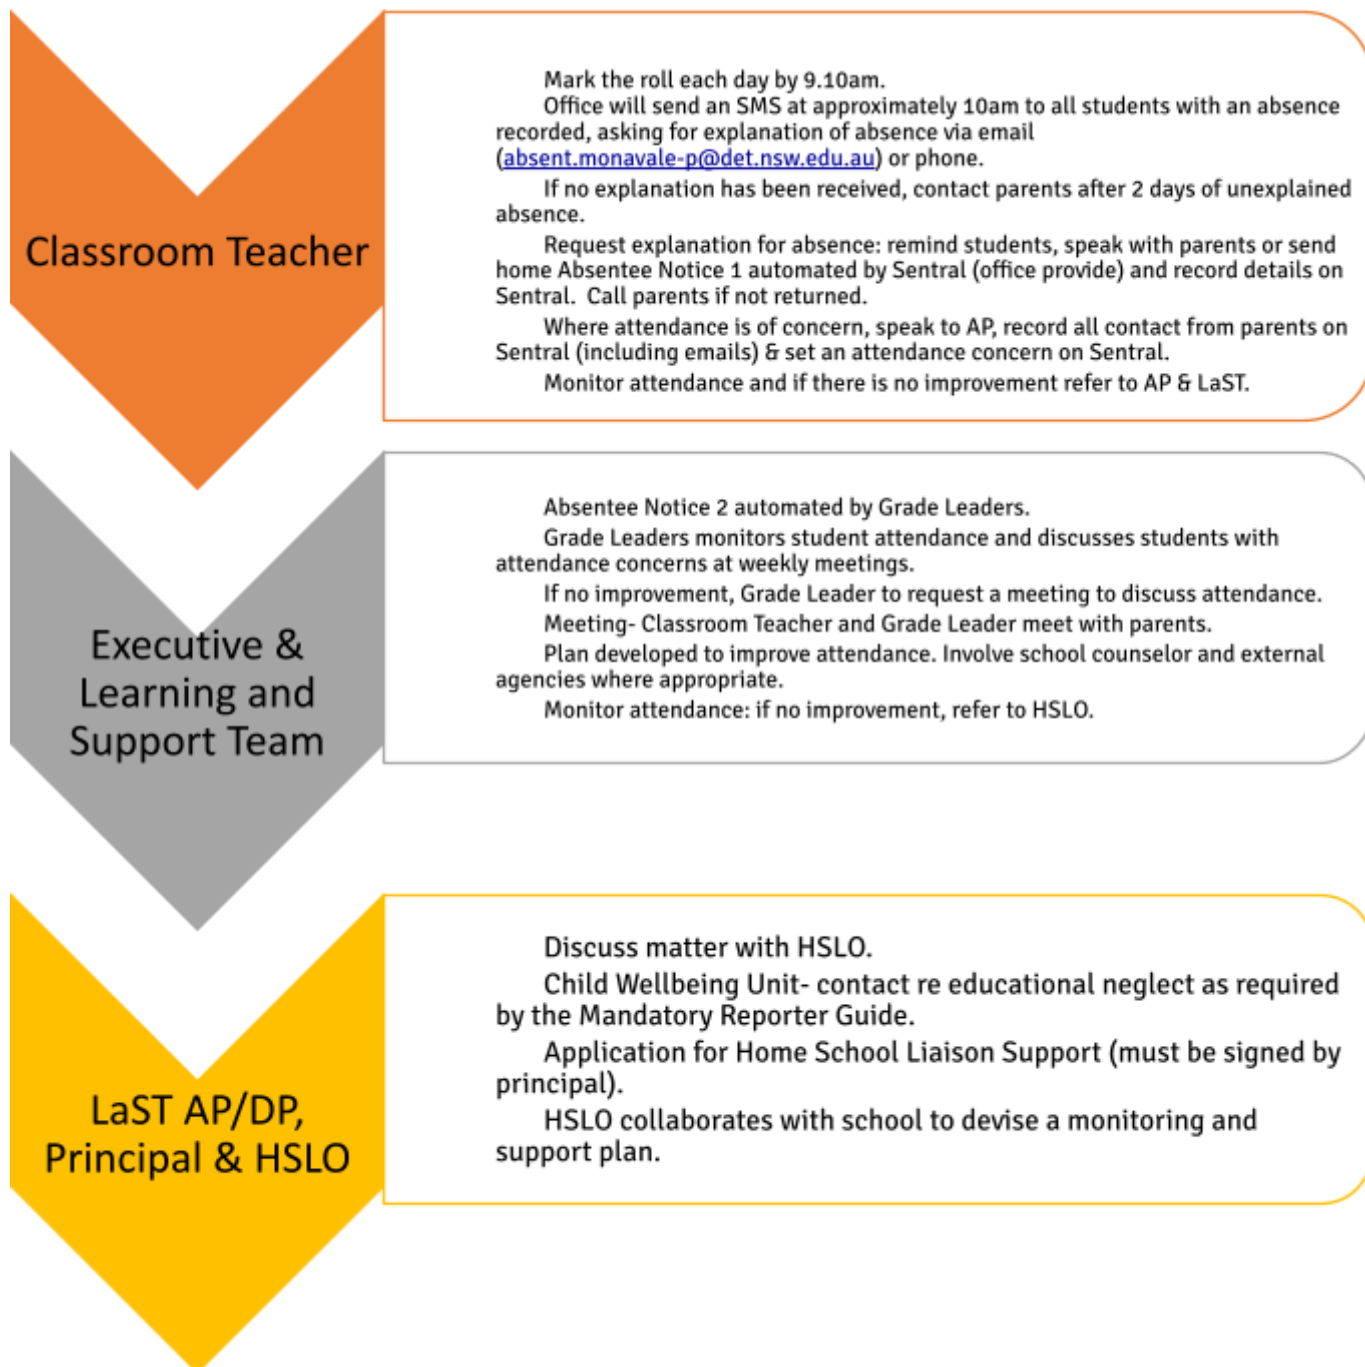 Classroom Teacher
Mark the roll each day by 9.10am.
Office will send an SMS at approximately 10am to all students with an absence
recorded, asking for explanation of absence via email
(absent.monavale-p@det.nsw.edu.au) or phone.
If no explanation has been received, contact parents after 2 days of unexplained
absence.
Request explanation for absence: remind students, speak with parents or send
home Absentee Notice 1 automated by Sentral (office provide) and record details on
Sentral.  Call parents if not returned.
Where attendance is of concern, speak to AP, record all contact from parents on
Sentral (including emails) & set an attendance concern on Sentral.
Monitor attendance and if there is no improvement refer to AP & LaST.
Executive &
Learning and
Support Team
Absentee Notice 2 automated by Grade Leaders.
Grade Leaders monitors student attendance and discusses students with
attendance concerns at weekly meetings.
If no improvement, Grade Leader to request a meeting to discuss attendance.
Meeting- Classroom Teacher and Grade Leader meet with parents.
Plan developed to improve attendance. Involve school counselor and external
agencies where appropriate.
Monitor attendance: if no improvement, refer to HSLO.
LaST AP/DP,
Principal & HSLO
Discuss matter with HSLO.
Child Wellbeing Unit- contact re educational neglect as required
by the Mandatory Reporter Guide.
Application for Home School Liaison Support (must be signed by
principal).
HSLO collaborates with school to devise a monitoring and
support plan.